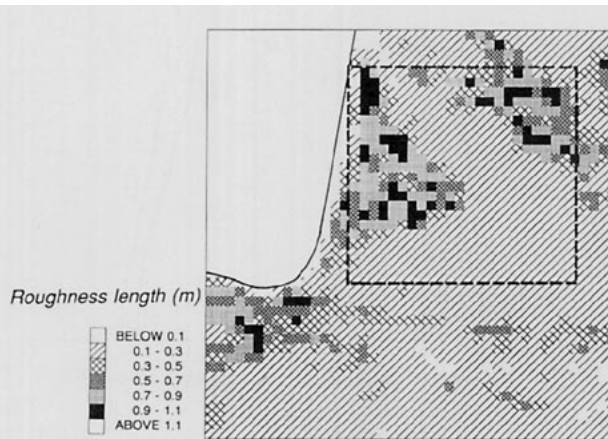 Roughness length (m)
BELOW 0.1
0.1 - 0.3
0.3 - 0.5
0.5 - 0.7
0.7 - 0.9
0.9 - 1.1
ABOVE 1.1